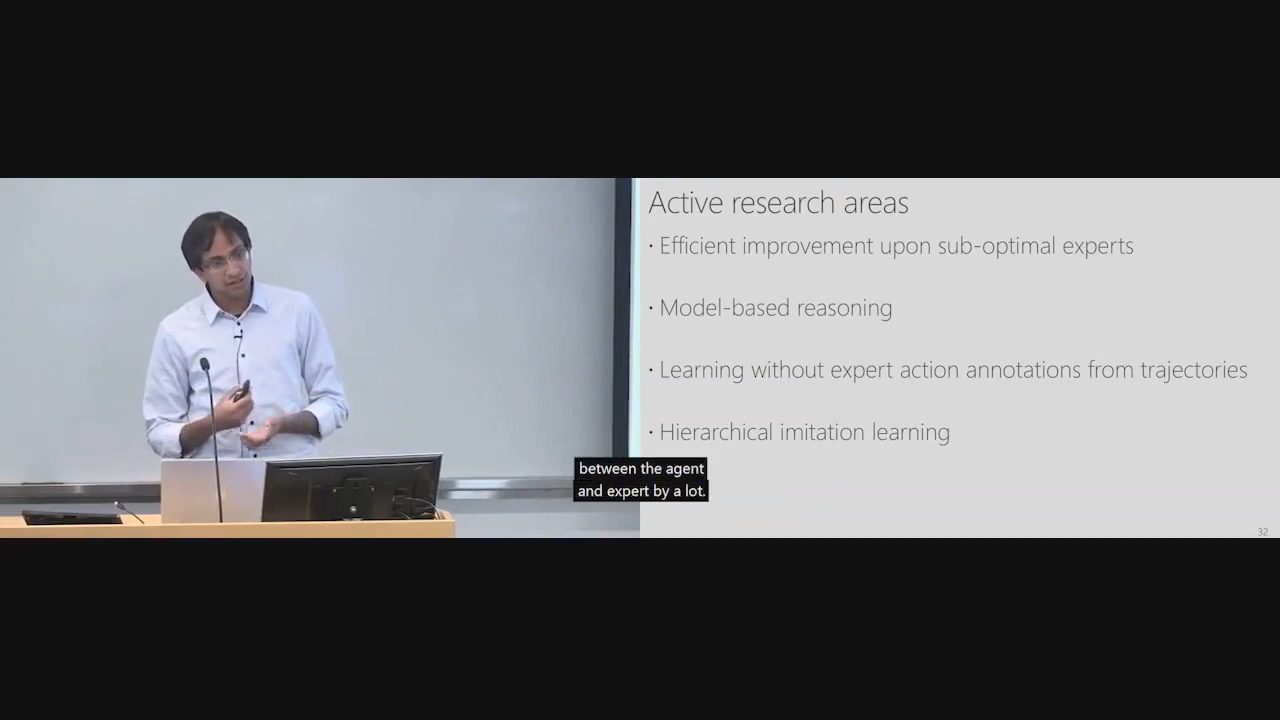 Active research areas
· Efficient improvement upon sub-optimal experts
· Model-based reasoning
· Learning without expert action annotations from trajectories
· Hierarchical imitation learning
between the agent
and expert by a lot.
32